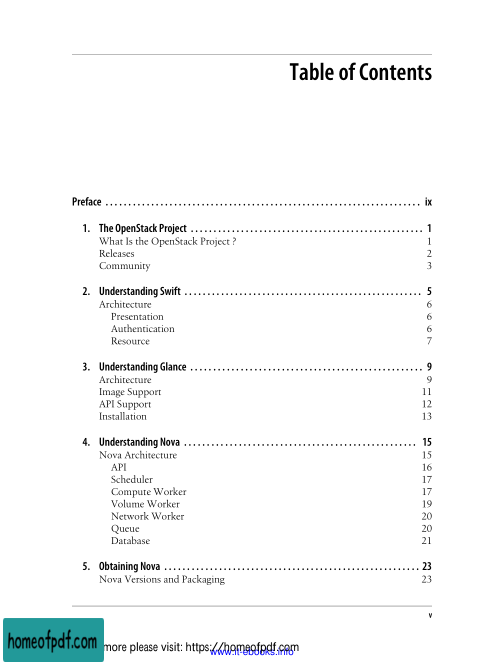 Table of Contents
Preface . . . . . . . . . . . . . . . . . . . . . . . . . . . . . . . . . . . . . . . . . . . . . . . . . . . . . . . . . . . . . . . . . . . . . ix
1. The OpenStack Project . . . . . . . . . . . . . . . . . . . . . . . . . . . . . . . . . . . . . . . . . . . . . . . . . . . 1
What Is the OpenStack Project ? 1
Releases 2
Community 3
2. Understanding Swift . . . . . . . . . . . . . . . . . . . . . . . . . . . . . . . . . . . . . . . . . . . . . . . . . . . . 5
Architecture 6
Presentation 6
Authentication 6
Resource 7
3. Understanding Glance . . . . . . . . . . . . . . . . . . . . . . . . . . . . . . . . . . . . . . . . . . . . . . . . . . . 9
Architecture 9
Image Support 11
API Support 12
Installation 13
4. Understanding Nova . . . . . . . . . . . . . . . . . . . . . . . . . . . . . . . . . . . . . . . . . . . . . . . . . . . 15
Nova Architecture 15
API 16
Scheduler 17
Compute Worker 17
Volume Worker 19
Network Worker 20
Queue 20
Database 21
5. Obtaining Nova . . . . . . . . . . . . . . . . . . . . . . . . . . . . . . . . . . . . . . . . . . . . . . . . . . . . . . . . 23
Nova Versions and Packaging 23
v
homeofpdf.com more please visit: https://homeofpdf.com
www.it-ebooks.info